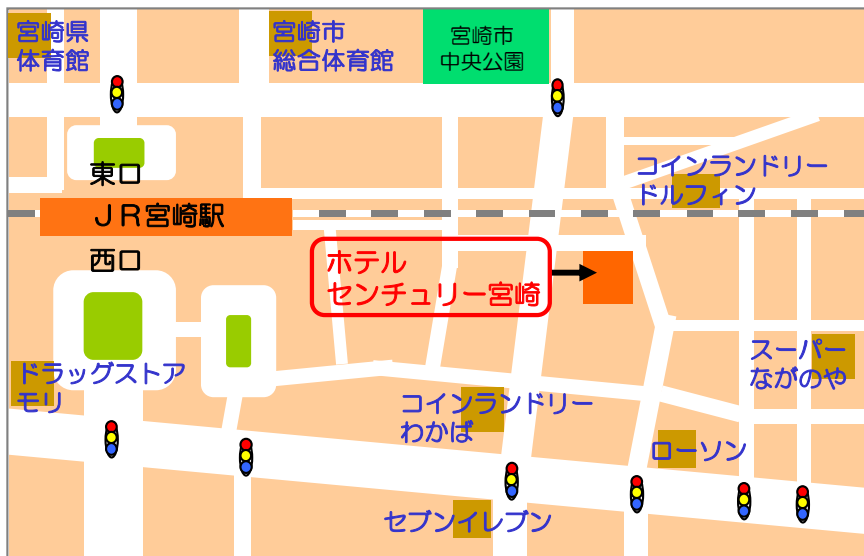 宮崎県
体育館
宮崎市
総合体育館
宮崎市
中央公園
コインランドリー
ドルフィン
東口
JR宮崎駅
西口
ホテル
センチュリー宮崎
スーパー
ながのや
ドラッグストア
モリ
コインランドリー
わかば
ローソン
セブンイレブン